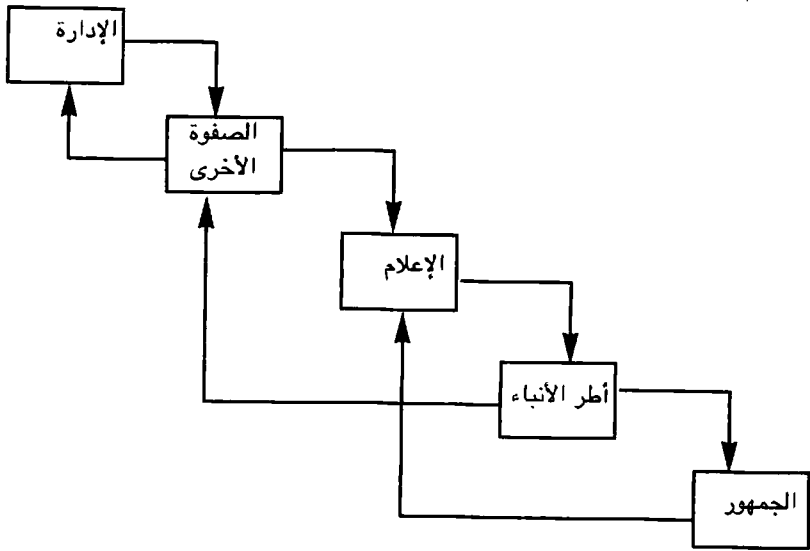 الإدارة
الصفوة
الأخرى
الإعلام
أطر الأنباء
الجمهور